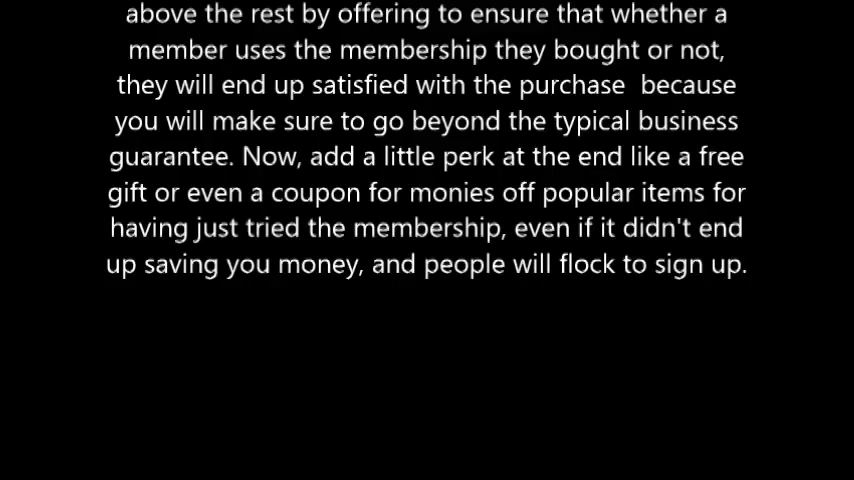 above the rest by offering to ensure that whether a
member uses the membership they bought or not,
they will end up satisfied with the purchase  because
you will make sure to go beyond the typical business
guarantee. Now, add a little perk at the end like a free
gift or even a coupon for monies off popular items for
having just tried the membership, even if it didn't end
up saving you money, and people will flock to sign up.